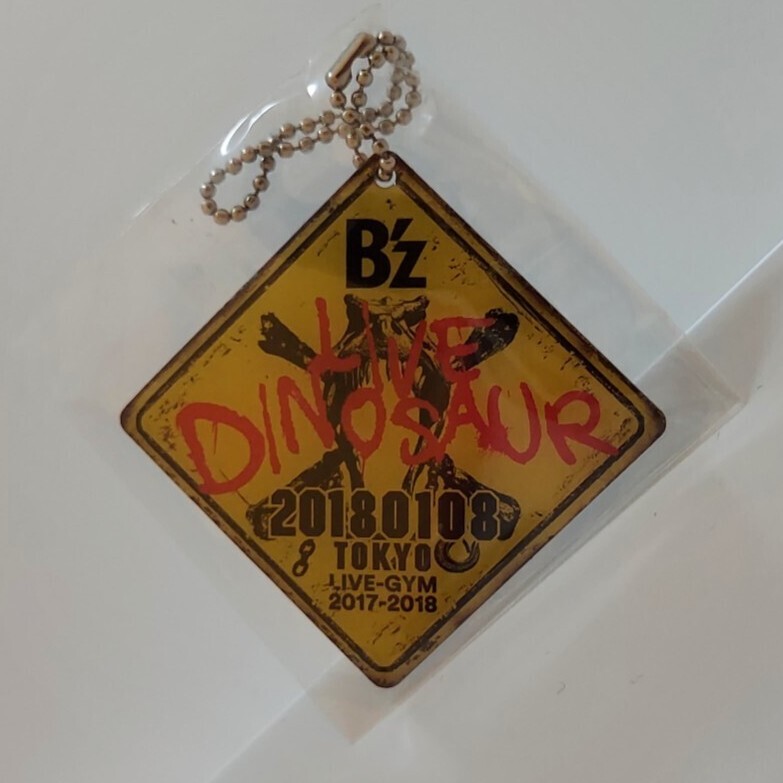 B'z
LIVE
DINOSAUR
20180108
TOKYO
LIVE-GYM
2017-2018